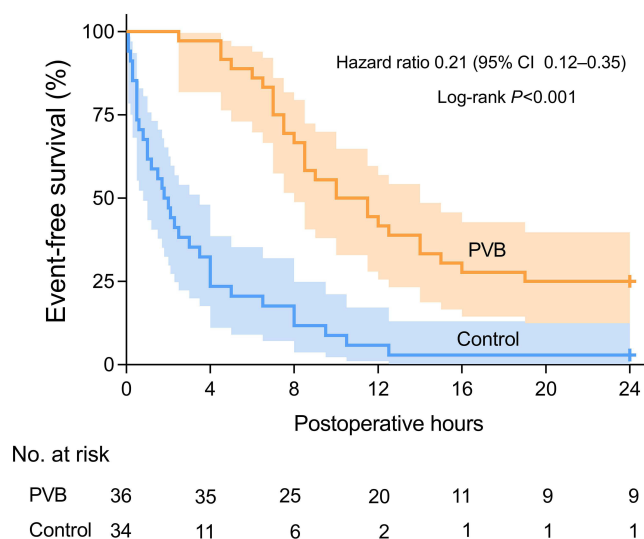 100
Hazard ratio 0.21 (95% CI 0.12–0.35)
Log-rank P<0.001
75
Event-free survival (%)
50
PVB
25
Control
0
0 4 8 12 16 20 24
Postoperative hours
No. at risk
PVB 36 35 25 20 11 9 9
Control 34 11 6 2 1 1 1